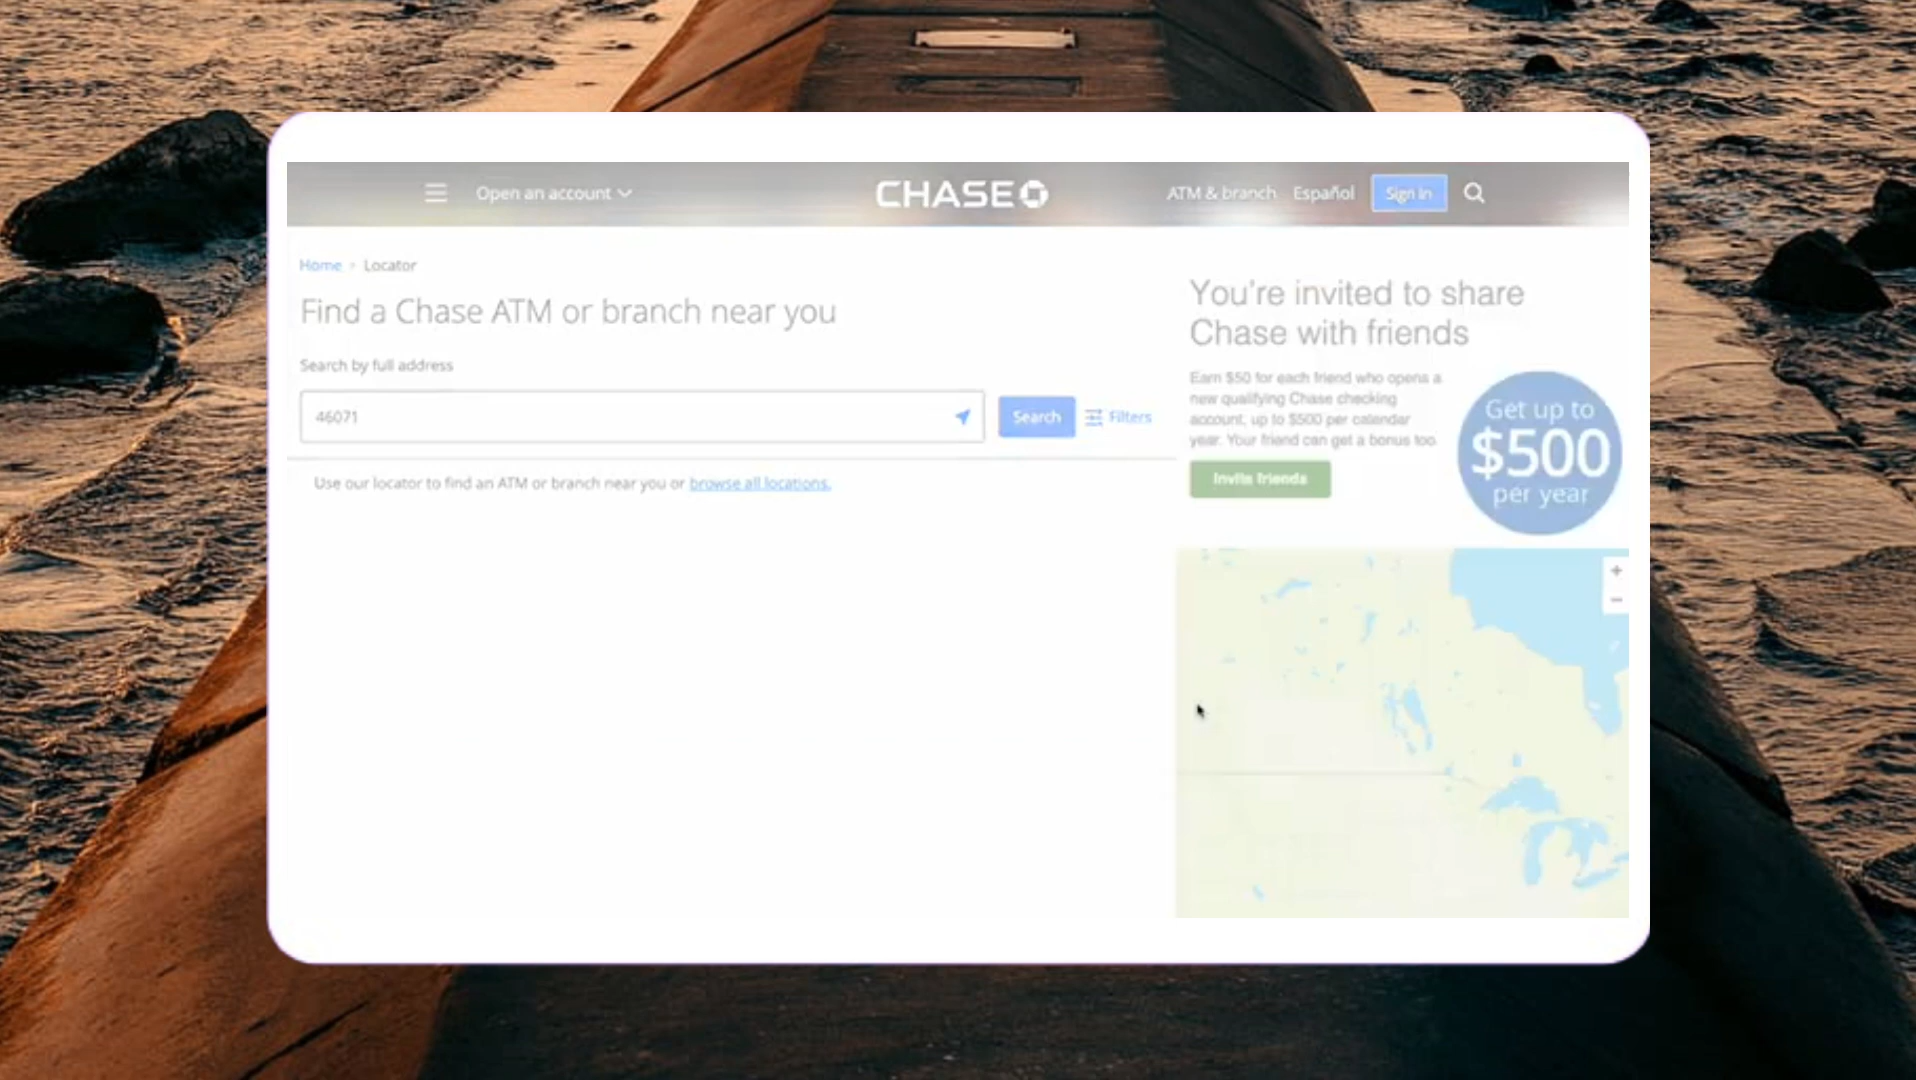 Open an account
CHASE
ATM & branch
Español
Sign in
Home › Locator
Find a Chase ATM or branch near you
Search by full address
46071
Search
Filters
Use our locator to find an ATM or branch near you or browse all locations.
You're invited to share
Chase with friends
Earn $50 for each friend who opens a
new qualifying Chase checking
account, up to $500 per calendar
year. Your friend can get a bonus too.
Invite friends
Get up to
$500
per year